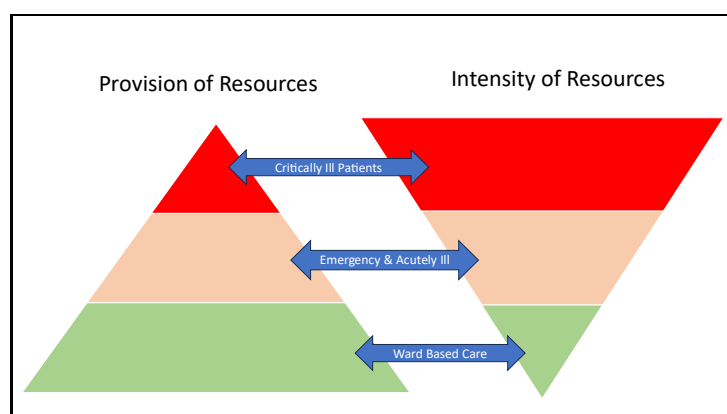 Provision of Resources
Intensity of Resources
Critically Ill Patients
Emergency & Acutely Ill
Ward Based Care